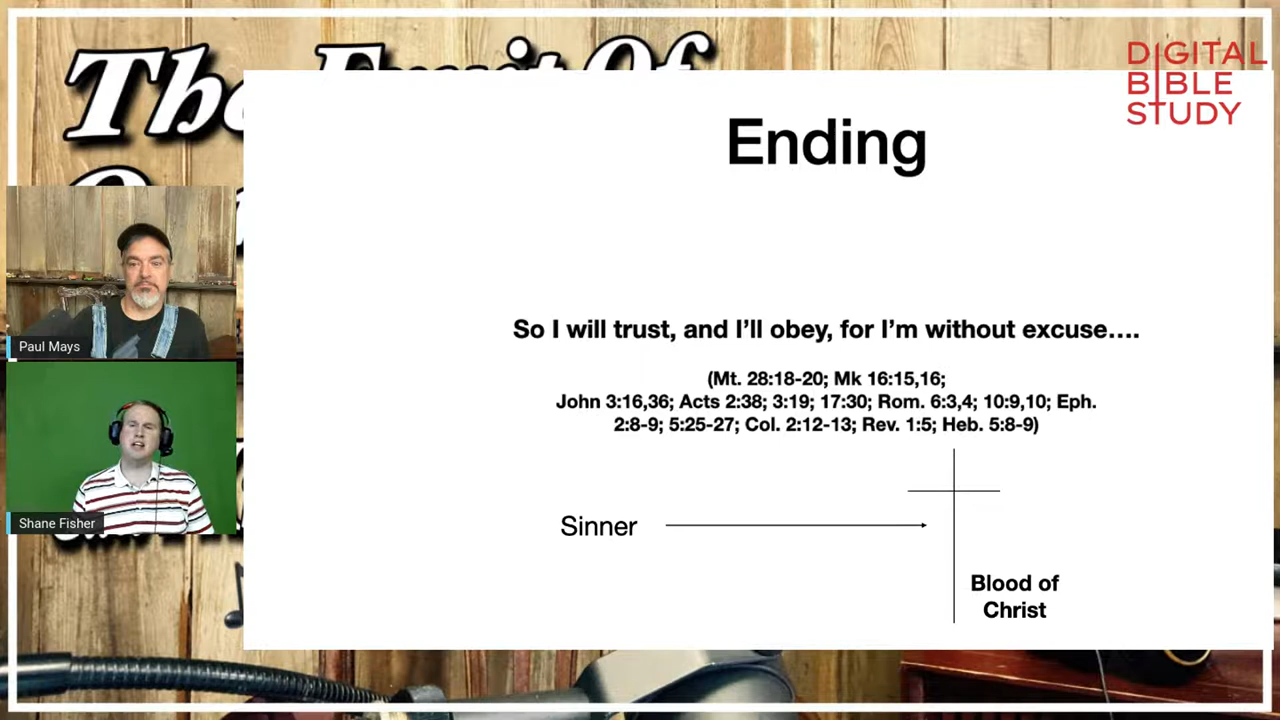 The Fruit Of
DIGITAL
BIBLE
STUDY
Ending
So I will trust, and I’ll obey, for I’m without excuse….
(Mt. 28:18-20; Mk 16:15,16;
John 3:16,36; Acts 2:38; 3:19; 17:30; Rom. 6:3,4; 10:9,10; Eph.
2:8-9; 5:25-27; Col. 2:12-13; Rev. 1:5; Heb. 5:8-9)
Paul Mays
Shane Fisher
Sinner
Blood of
Christ